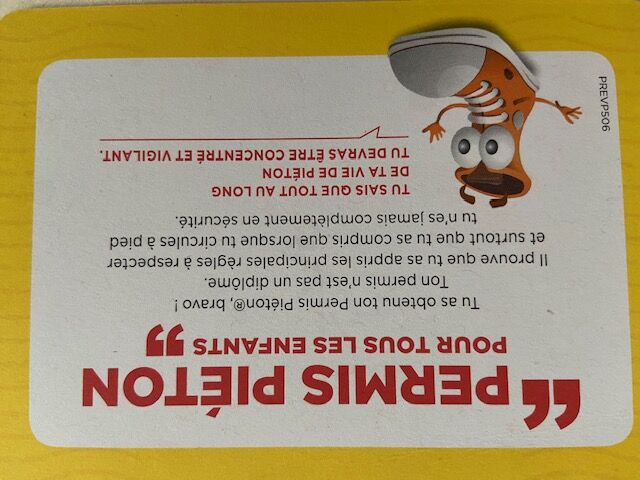 “PERMIS PIÉTON
POUR TOUS LES ENFANTS”
Tu as obtenu ton Permis Piéton®, bravo !
Ton permis n'est pas un diplôme.
Il prouve que tu as appris les principales règles à respecter
et surtout que tu as compris que lorsque tu circules à pied
tu n'es jamais complètement en sécurité.
TU SAIS QUE TOUT AU LONG
DE TA VIE DE PIÉTON
TU DEVRAS ÊTRE CONCENTRÉ ET VIGILANT.
PREVP506